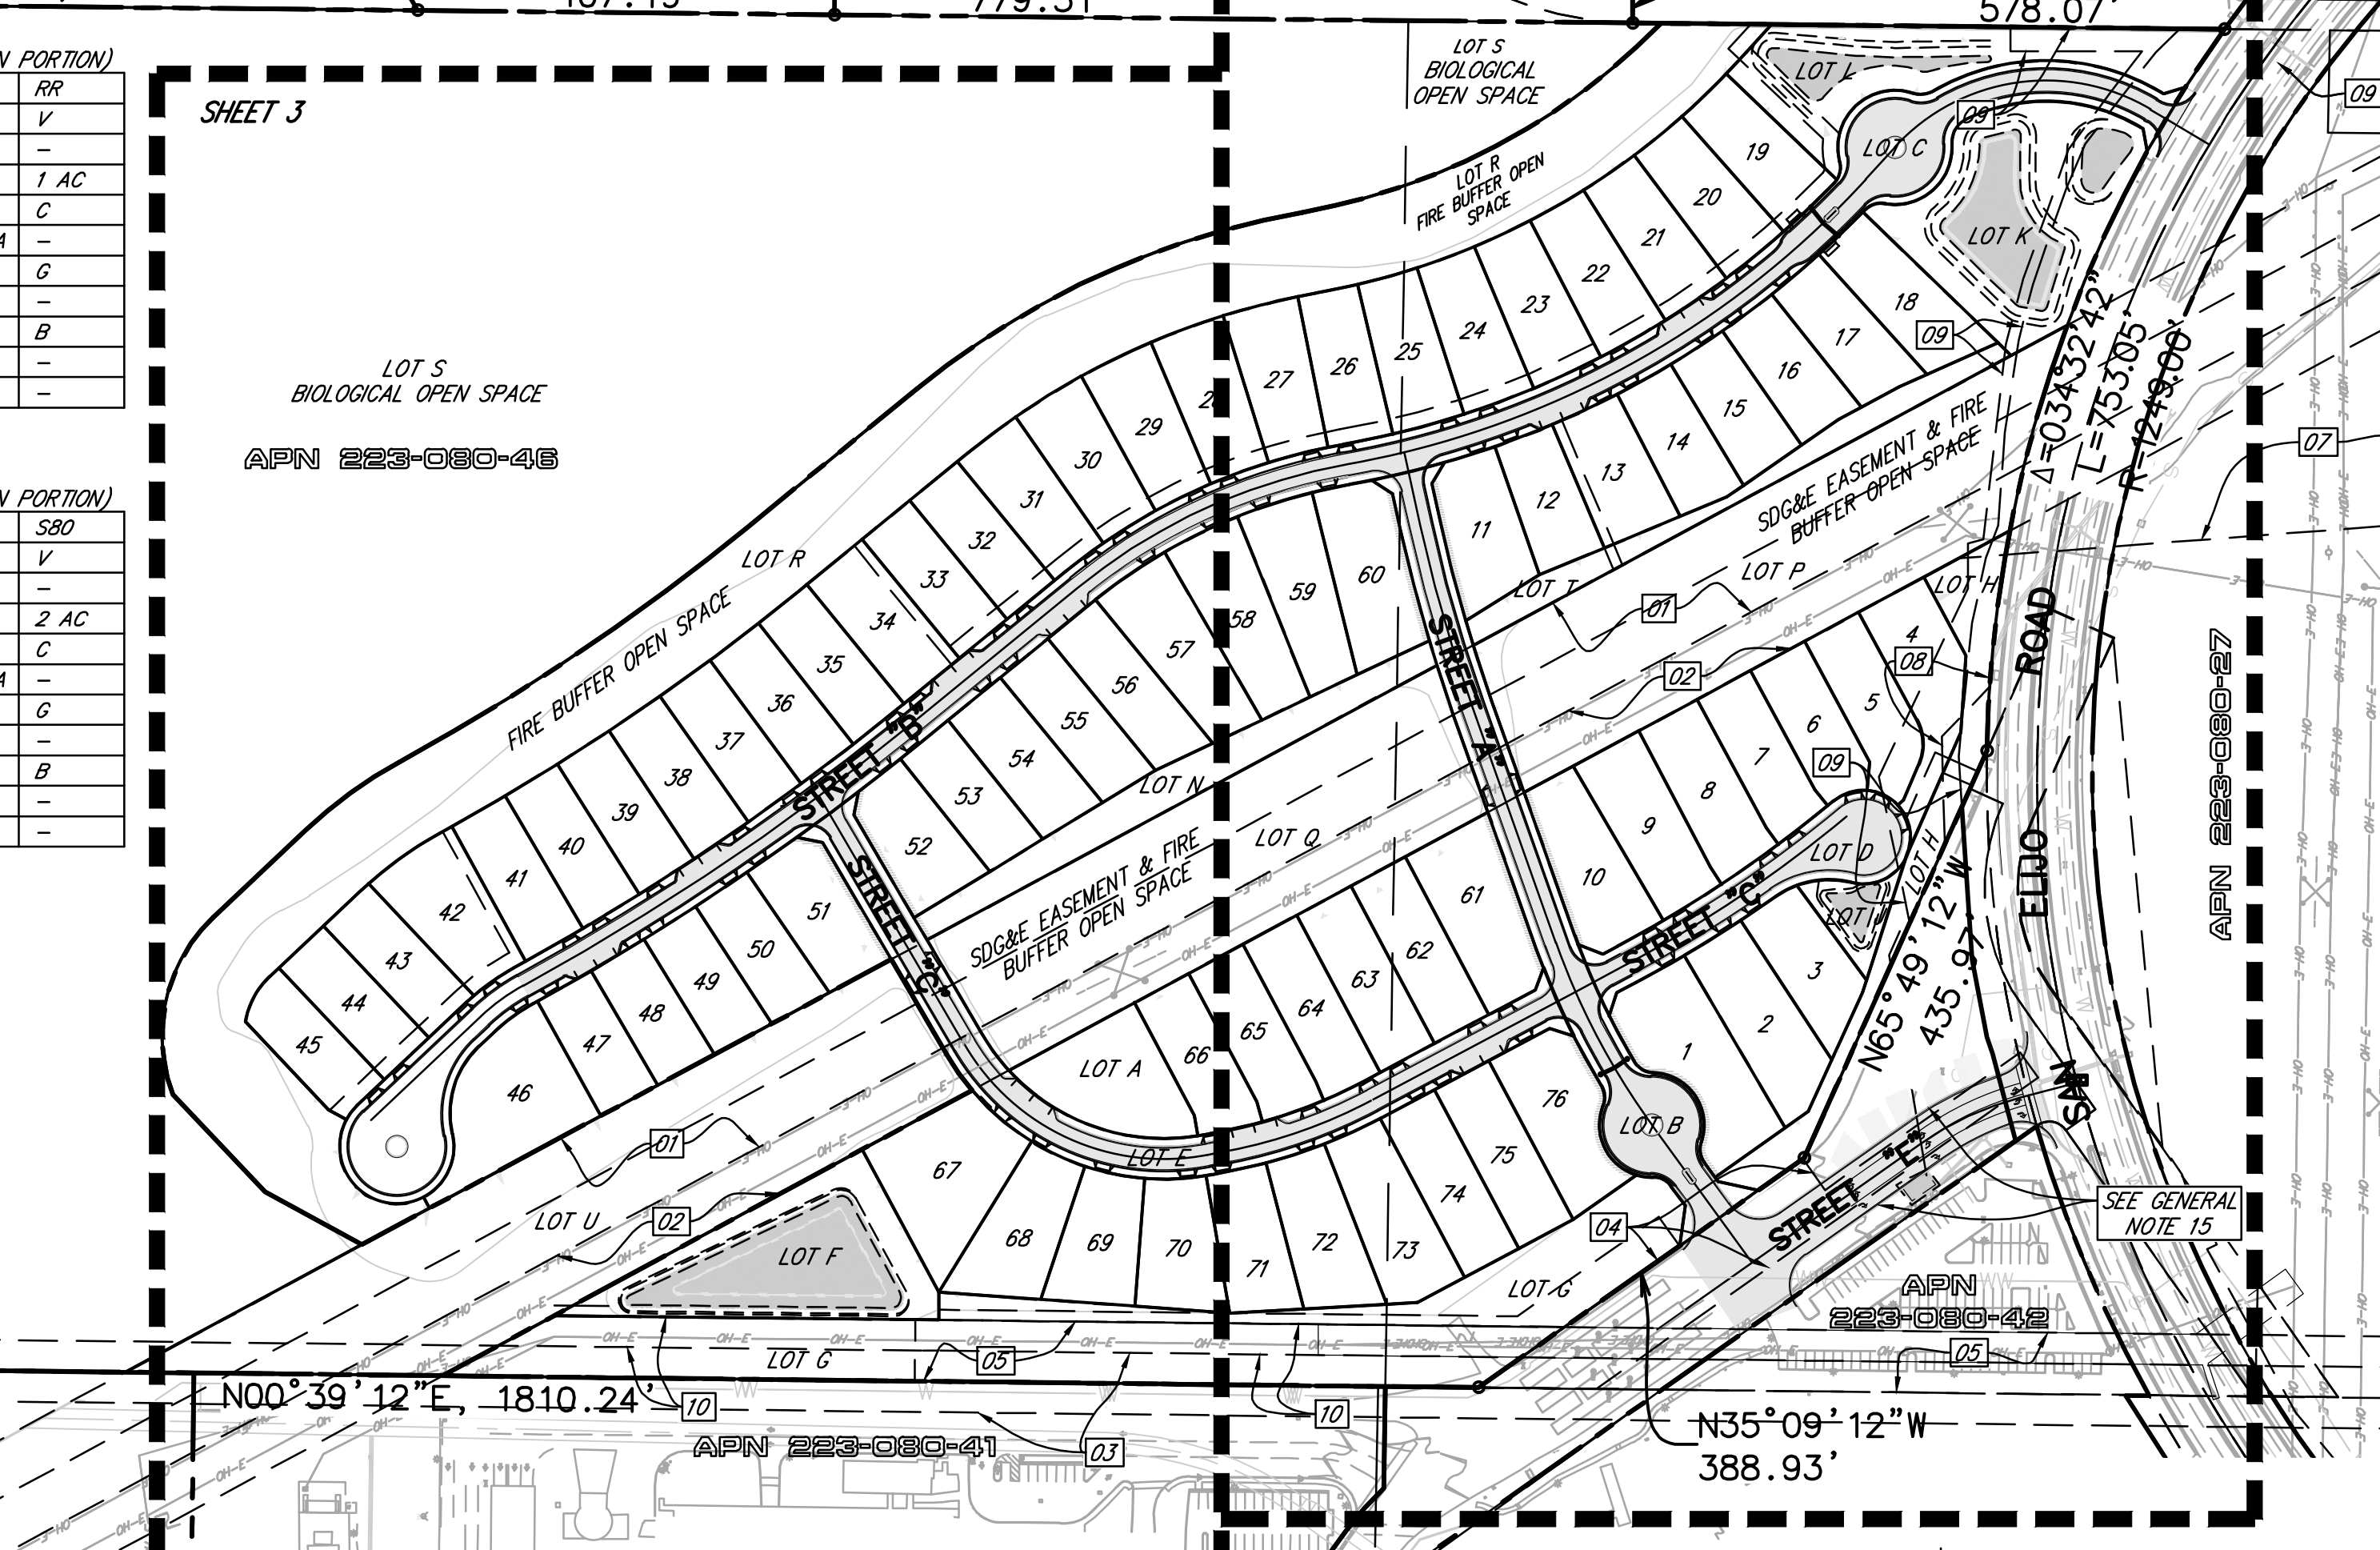 779.51'
578.07'
N PORTION)
RR
V
–
1 AC
C
–
G
–
B
–
–
N PORTION)
S80
V
–
2 AC
C
–
G
–
B
–
–
SHEET 3
LOT S
BIOLOGICAL
OPEN SPACE
LOT L
LOT C
09
09
LOT K
09
LOT R
FIRE BUFFER OPEN
SPACE
19
20
21
22
23
24
25
26
27
28
29
30
31
32
33
34
35
36
37
38
39
40
41
42
43
44
45
LOT S
BIOLOGICAL OPEN SPACE
APN 223-080-46
LOT R
FIRE BUFFER OPEN SPACE
18
17
16
15
14
13
12
11
60
59
58
57
56
55
54
53
52
51
50
49
48
47
46
Δ=034°32'42"
L=753.05'
R=1249.00'
07
SDG&E EASEMENT & FIRE
BUFFER OPEN SPACE
LOT T
LOT P
01
02
LOT H
4
5
6
7
8
9
10
08
09
STREET "A"
STREET "B"
STREET "C"
LOT N
LOT Q
SDG&E EASEMENT & FIRE
BUFFER OPEN SPACE
61
62
63
64
65
66
LOT A
STREET "C"
LOT D
LOT I
LOT H
3
2
1
SAN ELIJO ROAD
APN 223-080-27
N65°49'12"W
435.97'
76
75
74
73
72
71
70
69
68
67
LOT B
LOT E
LOT F
LOT U
01
02
STREET "E"
SEE GENERAL
NOTE 15
04
LOT G
APN
223-080-42
05
05
LOT G
10
10
03
N00°39'12"E, 1810.24'
APN 223-080-41
N35°09'12"W
388.93'